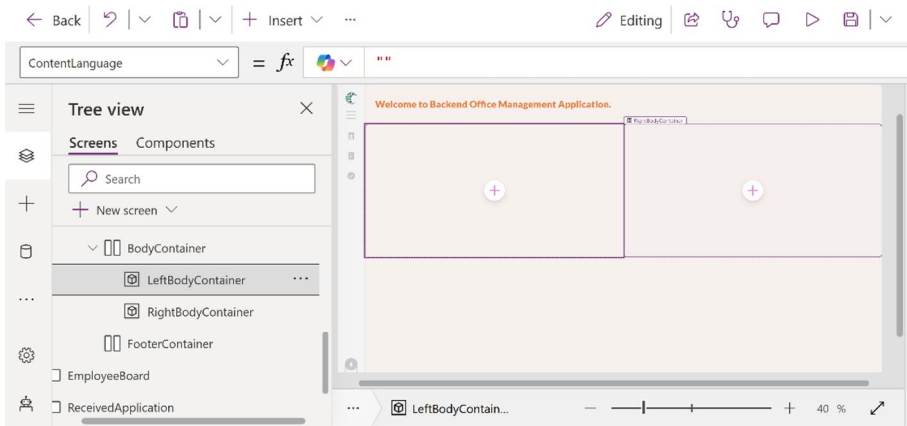 Back
Insert
Editing
ContentLanguage
= fx
""
Tree view
Screens
Components
Search
New screen
BodyContainer
LeftBodyContainer
RightBodyContainer
FooterContainer
EmployeeBoard
ReceivedApplication
Welcome to Backend Office Management Application.
RightBodyContainer
LeftBodyContain...
40 %